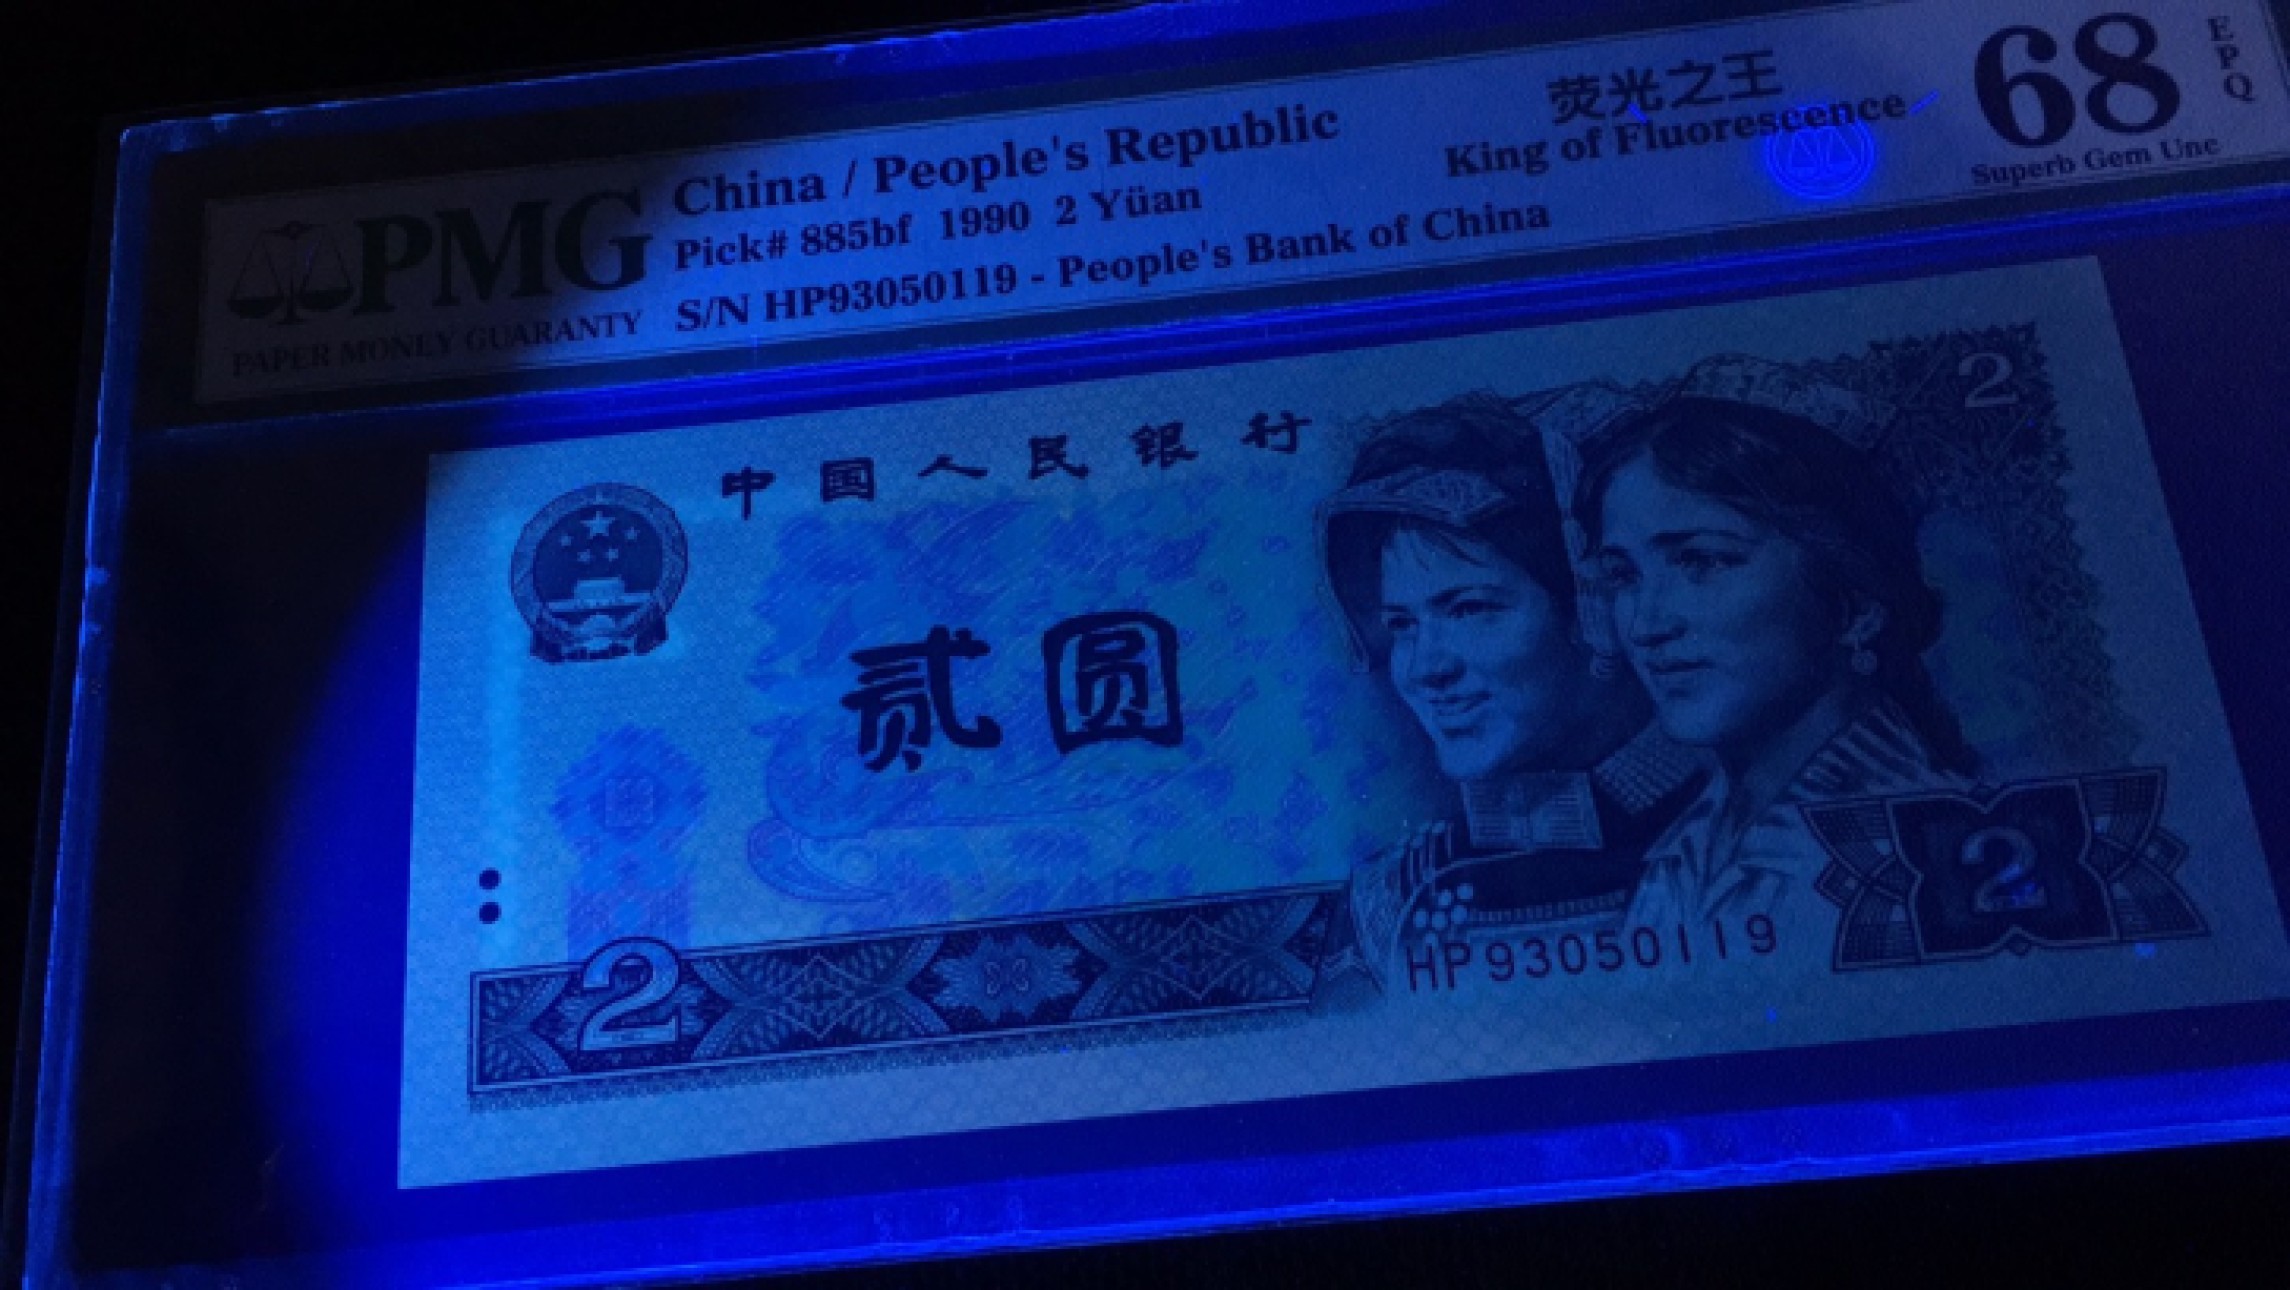 PMG
PAPER MONEY GUARANTY
China / People's Republic
Pick# 885bf 1990 2 Yüan
S/N HP93050119 - People's Bank of China
荧光之王
King of Fluorescence
68
EPQ
Superb Gem Unc
中国人民银行
2
贰圆
2
2
HP93050119